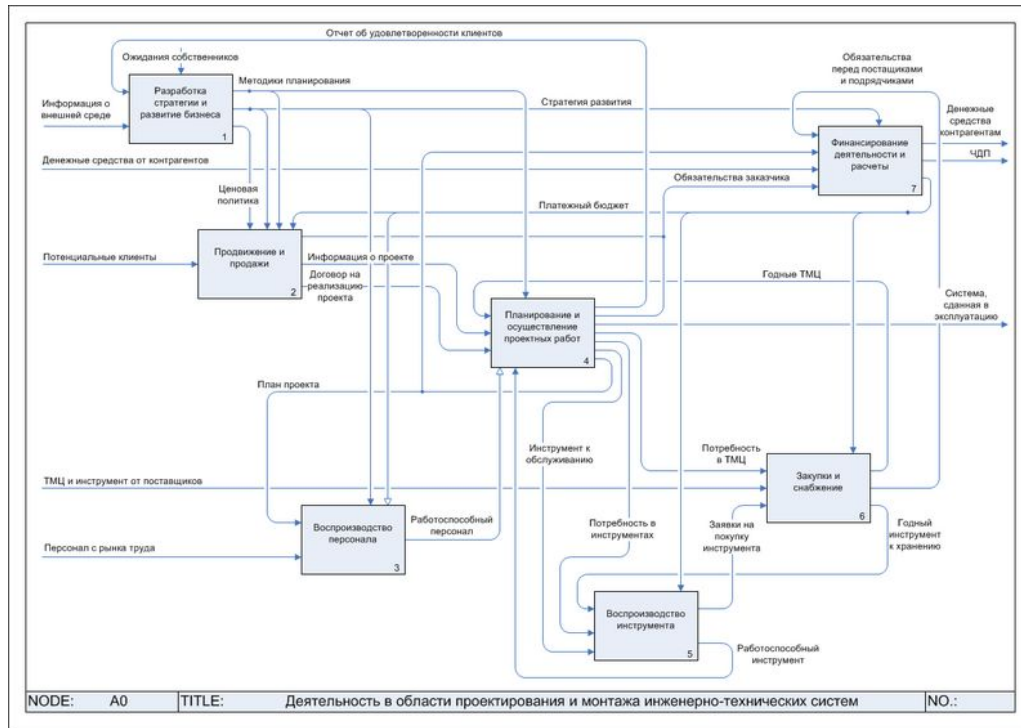 Отчет об удовлетворенности клиентов
Ожидания собственников
Методики планирования
Разработка
стратегии и
развитие бизнеса
1
Информация о
внешней среде
Стратегия развития
Обязательства
перед постащиками
и подрядчиками
Денежные
средства
контрагентам
ЧДП
Финансирование
деятельности и
расчеты
7
Денежные средства от контрагентов
Ценовая
политика
Обязательства заказчика
Платежный бюджет
Продвижение и
продажи
2
Потенциальные клиенты
Информация о проекте
Договор на
реализацию
проекта
Годные ТМЦ
Система,
сданная в
эксплуатацию
Планирование и
осуществление
проектных работ
4
План проекта
Инструмент к
обслуживанию
Потребность
в ТМЦ
Закупки и
снабжение
6
ТМЦ и инструмент от поставщиков
Воспроизводство
персонала
3
Работоспособный
персонал
Потребность в
инструментах
Заявки на
покупку
инструмента
Годный
инструмент
к хранению
Персонал с рынка труда
Воспроизводство
инструмента
5
Работоспособный
инструмент
NODE: A0 TITLE: Деятельность в области проектирования и монтажа инженерно-технических систем NO.: